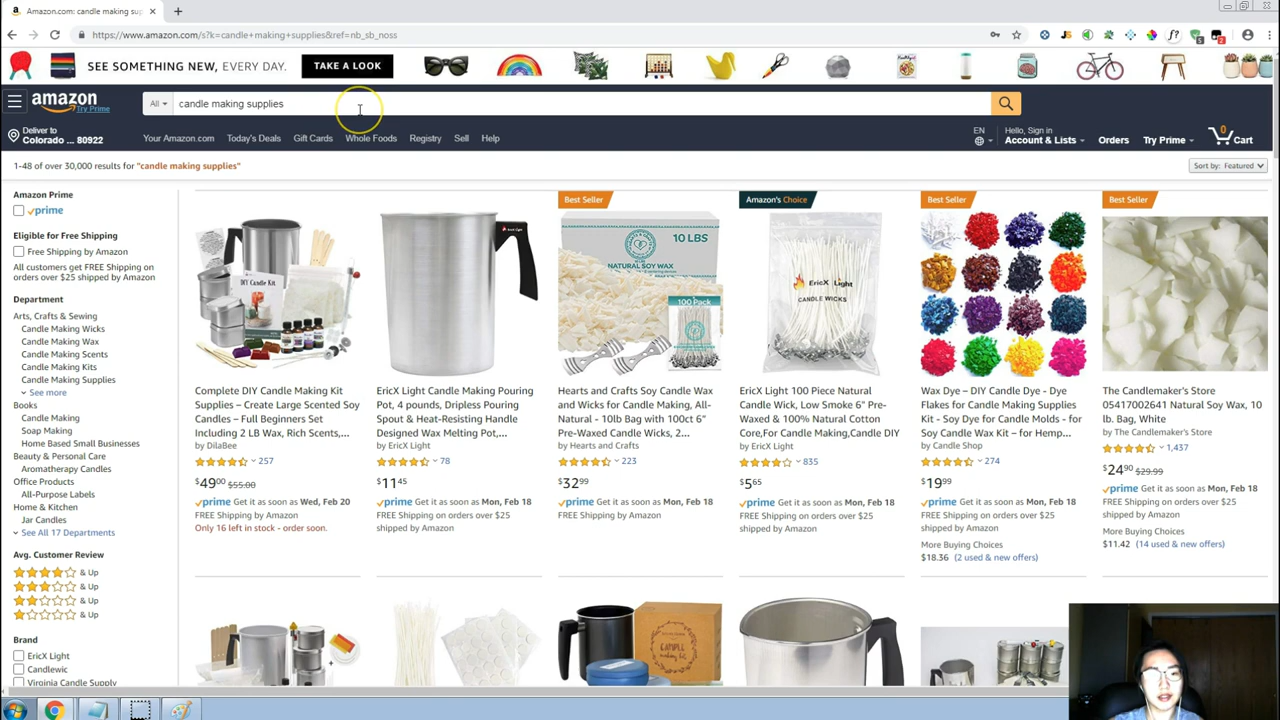 Amazon.com: candle making sup
https://www.amazon.com/s?k=candle+making+supplies&ref=nb_sb_noss
SEE SOMETHING NEW, EVERY DAY.
TAKE A LOOK
amazon
Try Prime
All
candle making supplies
Deliver to
Colorado ... 80922
Your Amazon.com
Today's Deals
Gift Cards
Whole Foods
Registry
Sell
Help
EN
Hello, Sign in
Account & Lists
Orders
Try Prime
0
Cart
1-48 of over 30,000 results for "candle making supplies"
Sort by: Featured
Amazon Prime
prime
Eligible for Free Shipping
Free Shipping by Amazon
All customers get FREE Shipping on
orders over $25 shipped by Amazon
Department
Arts, Crafts & Sewing
Candle Making Wicks
Candle Making Wax
Candle Making Scents
Candle Making Kits
Candle Making Supplies
See more
Books
Candle Making
Soap Making
Home Based Small Businesses
Beauty & Personal Care
Aromatherapy Candles
Office Products
All-Purpose Labels
Home & Kitchen
Jar Candles
See All 17 Departments
Avg. Customer Review
& Up
& Up
& Up
& Up
Brand
EricX Light
Candlewic
Virginia Candle Supply
DIY Candle Kit
Complete DIY Candle Making Kit
Supplies – Create Large Scented Soy
Candles – Full Beginners Set
Including 2 LB Wax, Rich Scents,...
by DilaBee
257
$49 00 $55.00
prime Get it as soon as Wed, Feb 20
FREE Shipping by Amazon
Only 16 left in stock - order soon.
EricX Light Candle Making Pouring
Pot, 4 pounds, Dripless Pouring
Spout & Heat-Resisting Handle
Designed Wax Melting Pot,...
by EricX Light
78
$11 45
prime Get it as soon as Mon, Feb 18
FREE Shipping on orders over $25
shipped by Amazon
Best Seller
10 LBS
NATURAL SOY WAX
100 Pack
Hearts and Crafts Soy Candle Wax
and Wicks for Candle Making, All-
Natural - 10lb Bag with 100ct 6"
Pre-Waxed Candle Wicks, 2...
by Hearts and Crafts
223
$32 99
prime Get it as soon as Mon, Feb 18
FREE Shipping by Amazon
Amazon's Choice
EricX Light
CANDLE WICKS
EricX Light 100 Piece Natural
Candle Wick, Low Smoke 6" Pre-
Waxed & 100% Natural Cotton
Core,For Candle Making,Candle DIY
by EricX Light
835
$5 65
prime Get it as soon as Mon, Feb 18
FREE Shipping on orders over $25
shipped by Amazon
Best Seller
Wax Dye – DIY Candle Dye - Dye
Flakes for Candle Making Supplies
Kit - Soy Dye for Candle Molds - for
Soy Candle Wax Kit – for Hemp...
by Candle Shop
274
$19 99
prime Get it as soon as Mon, Feb 18
FREE Shipping on orders over $25
shipped by Amazon
More Buying Choices
$18.36 (2 used & new offers)
Best Seller
The Candlemaker's Store
05417002641 Natural Soy Wax, 10
lb. Bag, White
by The Candlemaker's Store
1,437
$24 90 $29.99
prime Get it as soon as Mon, Feb 18
FREE Shipping on orders over $25
shipped by Amazon
More Buying Choices
$11.42 (14 used & new offers)